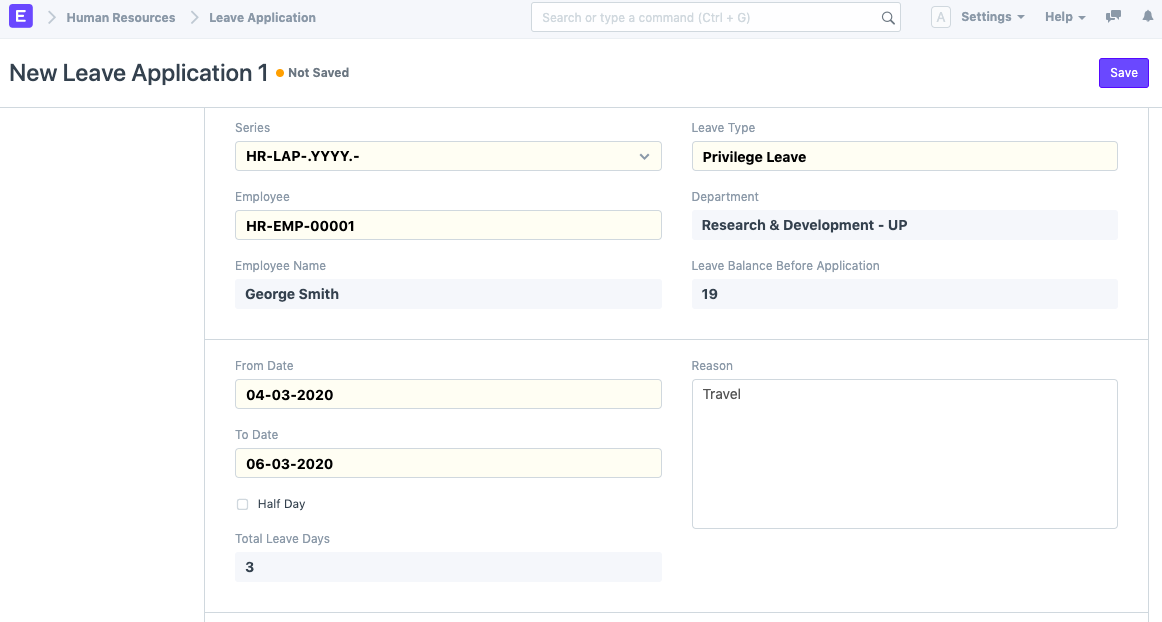 E Human Resources Leave Application Search or type a command (Ctrl + G) A Settings Help
New Leave Application 1 Not Saved Save
Series
HR-LAP-.YYYY.-
Employee
HR-EMP-00001
Employee Name
George Smith
Leave Type
Privilege Leave
Department
Research & Development - UP
Leave Balance Before Application
19
From Date
04-03-2020
To Date
06-03-2020
Half Day
Total Leave Days
3
Reason
Travel